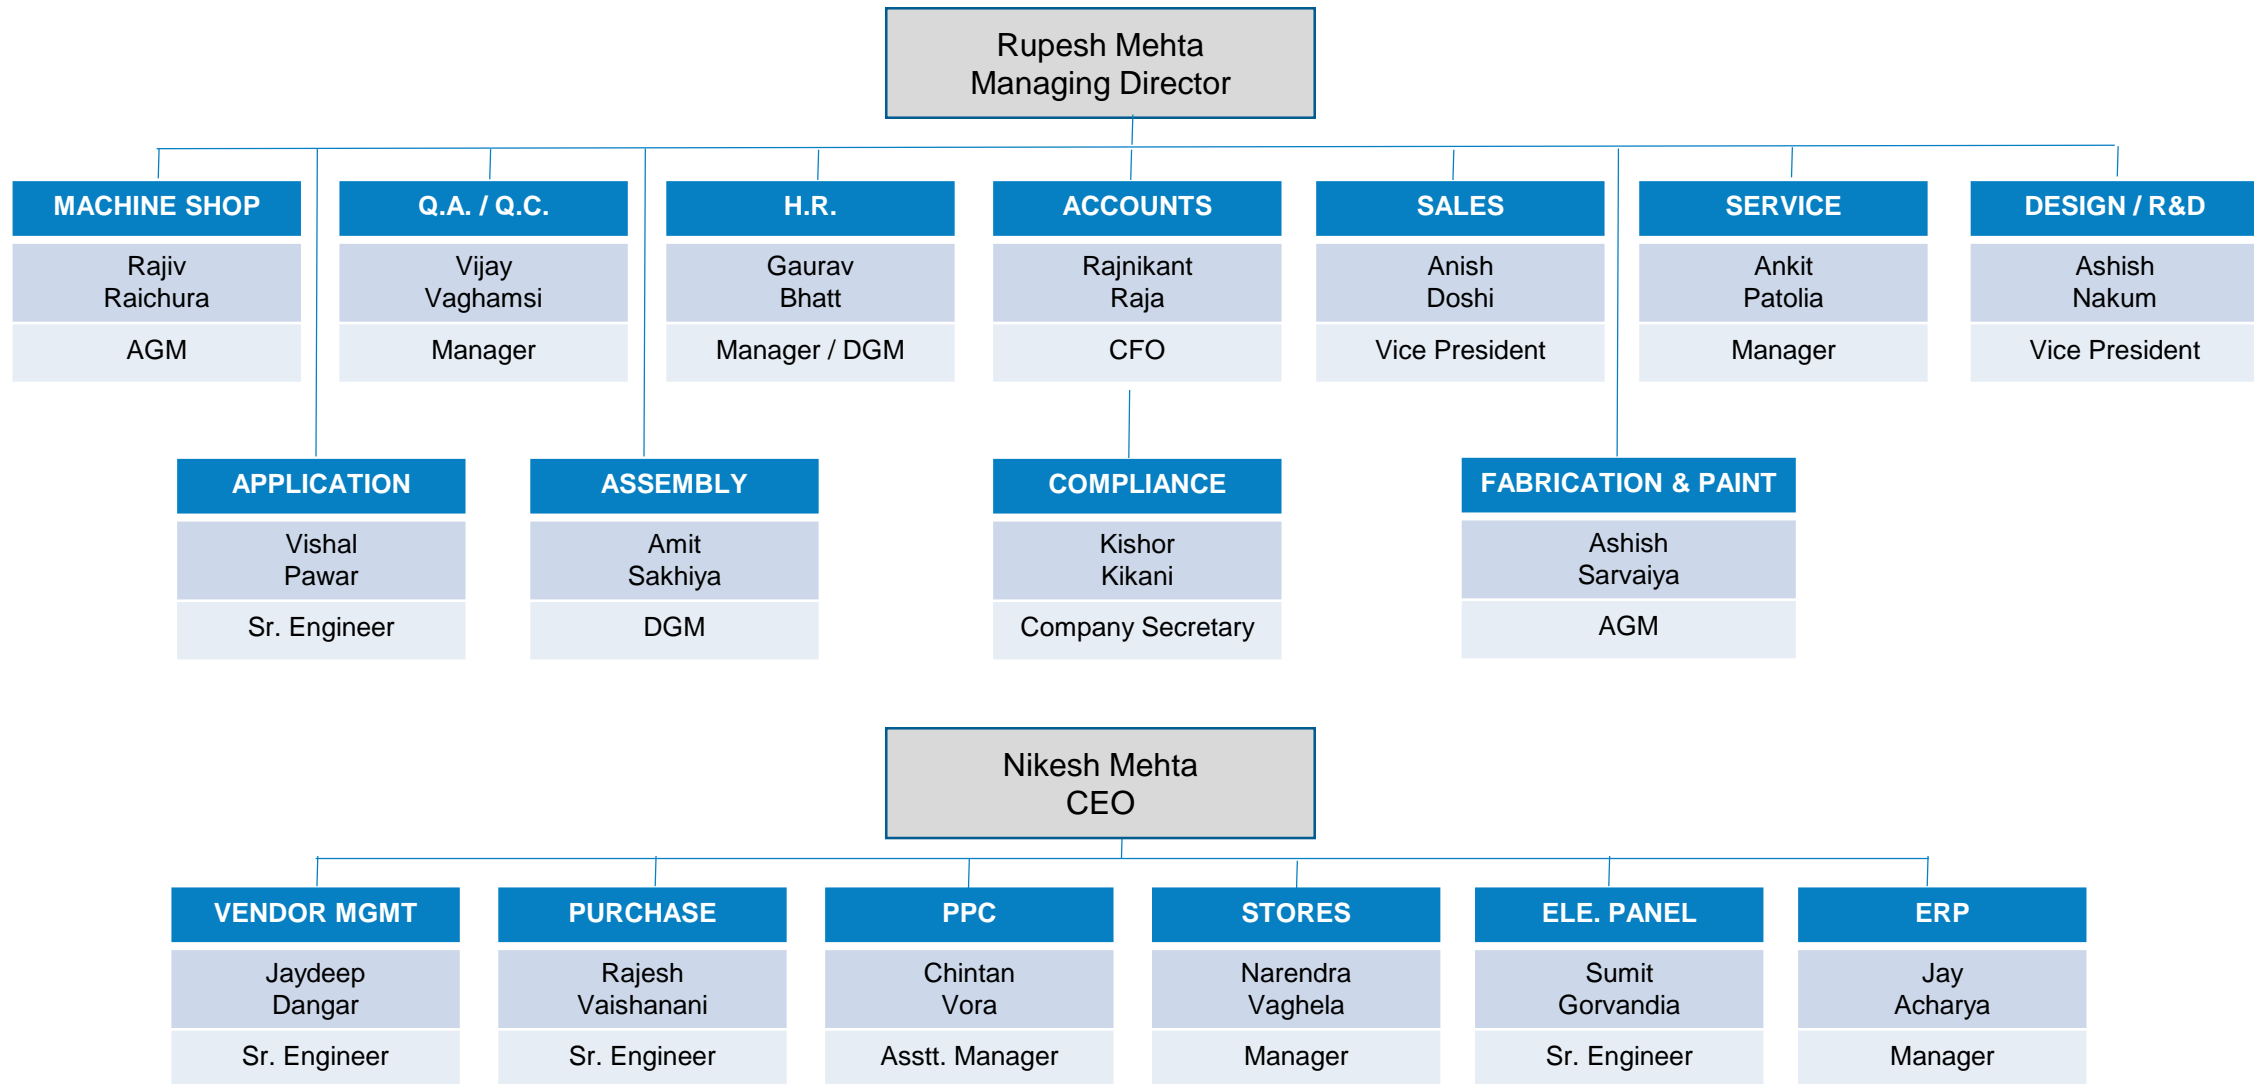 Rupesh Mehta
Managing Director
MACHINE SHOP
Rajiv
Raichura
AGM
Q.A. / Q.C.
Vijay
Vaghamsi
Manager
H.R.
Gaurav
Bhatt
Manager / DGM
ACCOUNTS
Rajnikant
Raja
CFO
SALES
Anish
Doshi
Vice President
SERVICE
Ankit
Patolia
Manager
DESIGN / R&D
Ashish
Nakum
Vice President
APPLICATION
Vishal
Pawar
Sr. Engineer
ASSEMBLY
Amit
Sakhiya
DGM
COMPLIANCE
Kishor
Kikani
Company Secretary
FABRICATION & PAINT
Ashish
Sarvaiya
AGM
Nikesh Mehta
CEO
VENDOR MGMT
Jaydeep
Dangar
Sr. Engineer
PURCHASE
Rajesh
Vaishanani
Sr. Engineer
PPC
Chintan
Vora
Asstt. Manager
STORES
Narendra
Vaghela
Manager
ELE. PANEL
Sumit
Gorvandia
Sr. Engineer
ERP
Jay
Acharya
Manager